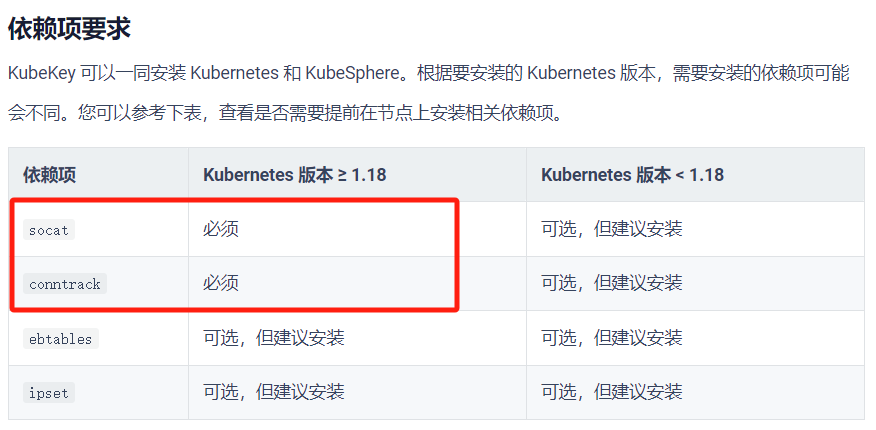 依赖项要求
KubeKey 可以一同安装 Kubernetes 和 KubeSphere。根据要安装的 Kubernetes 版本，需要安装的依赖项可能
会不同。您可以参考下表，查看是否需要提前在节点上安装相关依赖项。
依赖项 Kubernetes 版本 ≥ 1.18 Kubernetes 版本 < 1.18
socat 必须 可选，但建议安装
conntrack 必须 可选，但建议安装
ebtables 可选，但建议安装 可选，但建议安装
ipset 可选，但建议安装 可选，但建议安装